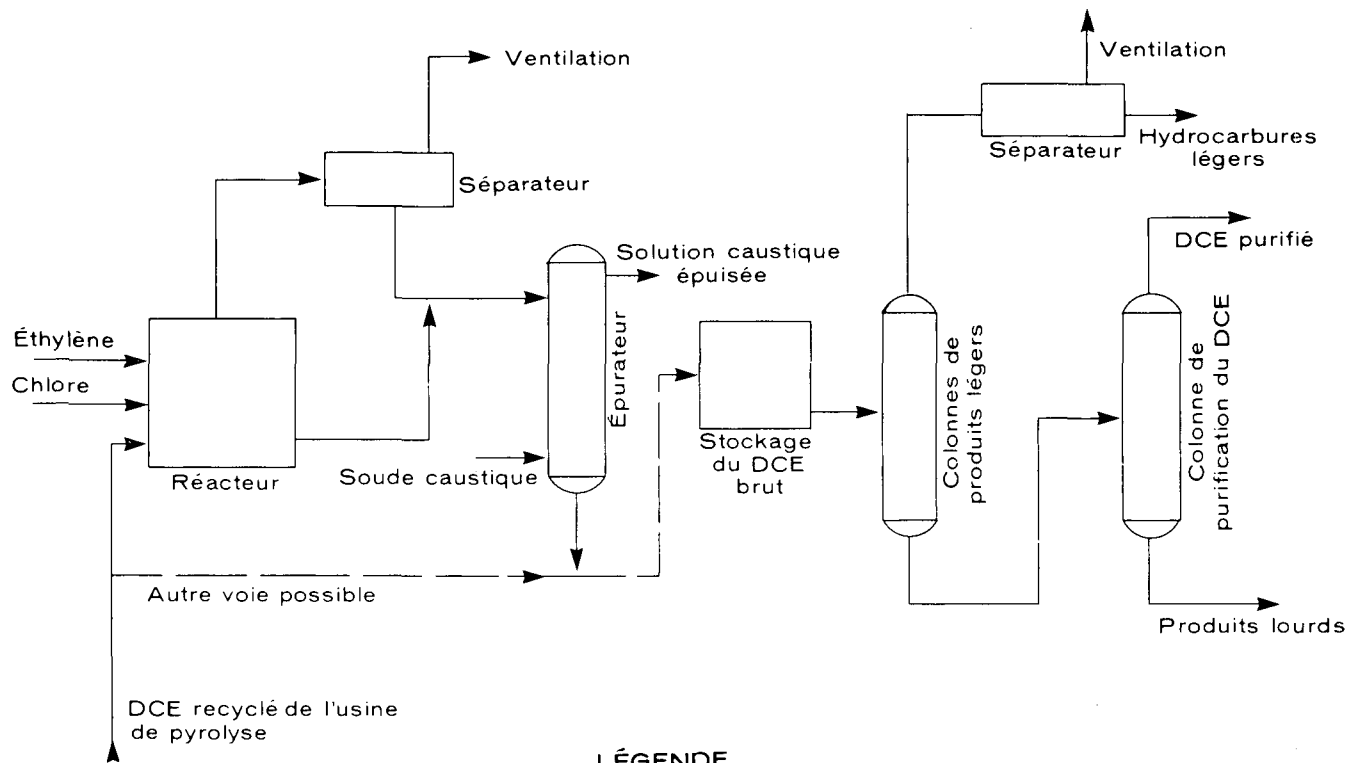 Ventilation
Séparateur
Éthylène
Chlore
Réacteur
Solution caustique
épuisée
Épurateur
Soude caustique
Autre voie possible
DCE recyclé de l'usine
de pyrolyse
Stockage
du DCE
brut
Colonnes de
produits légers
Ventilation
Séparateur
Hydrocarbures
légers
DCE purifié
Colonne de
purification du DCE
Produits lourds
LÉGENDE